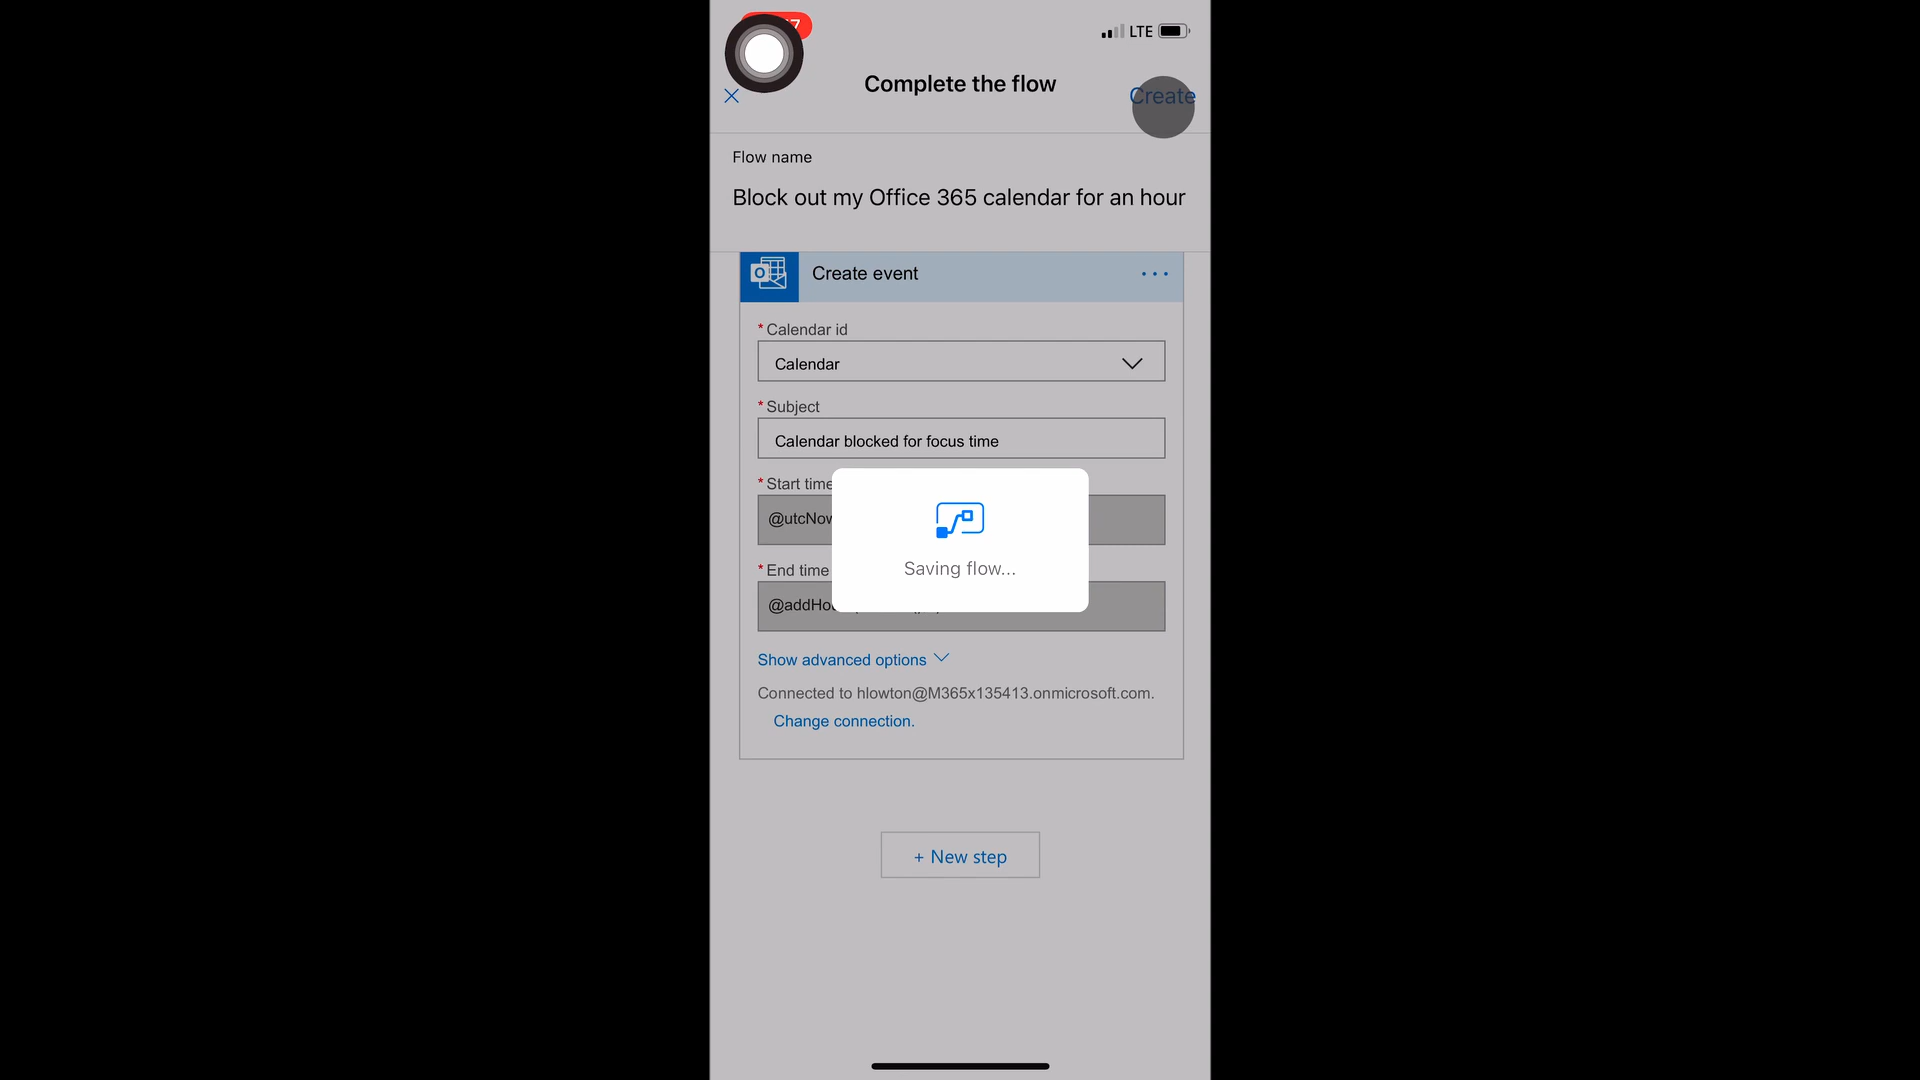 7
LTE
Complete the flow
Create
Flow name
Block out my Office 365 calendar for an hour
Create event
* Calendar id
Calendar
* Subject
Calendar blocked for focus time
* Start time
@utcNow
Saving flow...
* End time
Show advanced options
Connected to hlowton@M365x135413.onmicrosoft.com.
Change connection.
+ New step